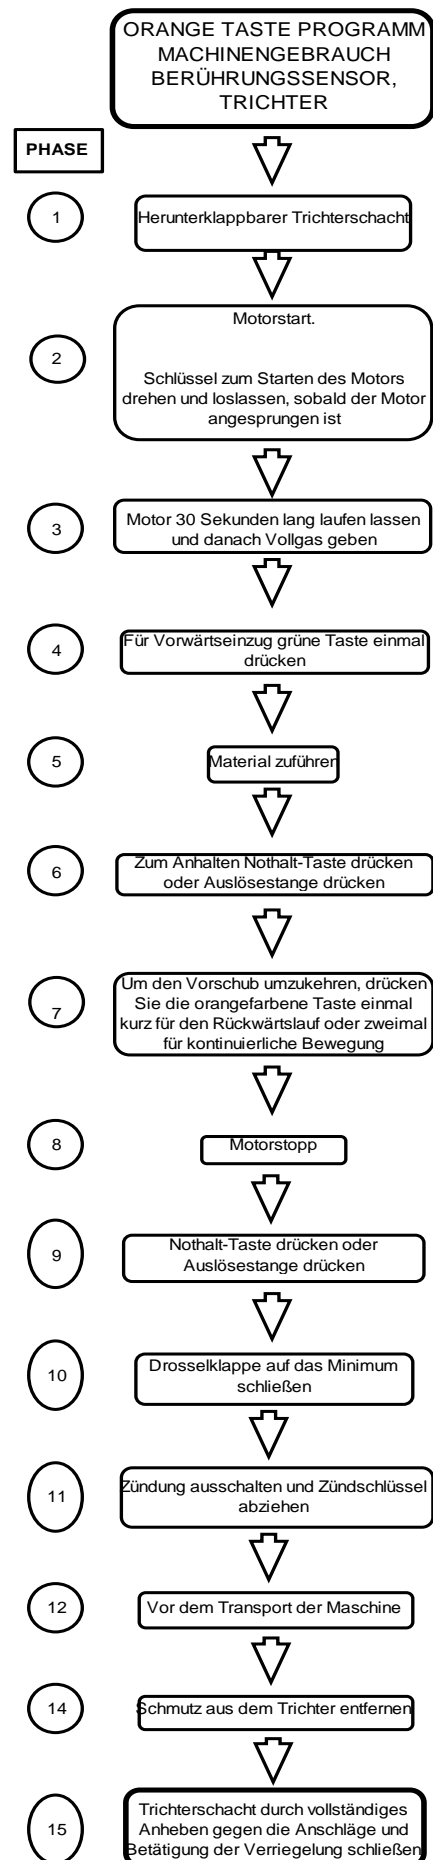 ORANGE TASTE PROGRAMM
MACHINENGEBRAUCH
BERÜHRUNGSSENSOR,
TRICHTER
PHASE
1
Herunterklappbarer Trichterschacht
2
Motorstart.
Schlüssel zum Starten des Motors
drehen und loslassen, sobald der Motor
angesprungen ist
3
Motor 30 Sekunden lang laufen lassen
und danach Vollgas geben
4
Für Vorwärtseinzug grüne Taste einmal
drücken
5
Material zuführen
6
Zum Anhalten Nothalt-Taste drücken
oder Auslösestange drücken
7
Um den Vorschub umzukehren, drücken
Sie die orangefarbene Taste einmal
kurz für den Rückwärtslauf oder zweimal
für kontinuierliche Bewegung
8
Motorstopp
9
Nothalt-Taste drücken oder
Auslösestange drücken
10
Drosselklappe auf das Minimum
schließen
11
Zündung ausschalten und Zündschlüssel
abziehen
12
Vor dem Transport der Maschine
14
Schmutz aus dem Trichter entfernen
15
Trichterschacht durch vollständiges
Anheben gegen die Anschläge und
Betätigung der Verriegelung schließen